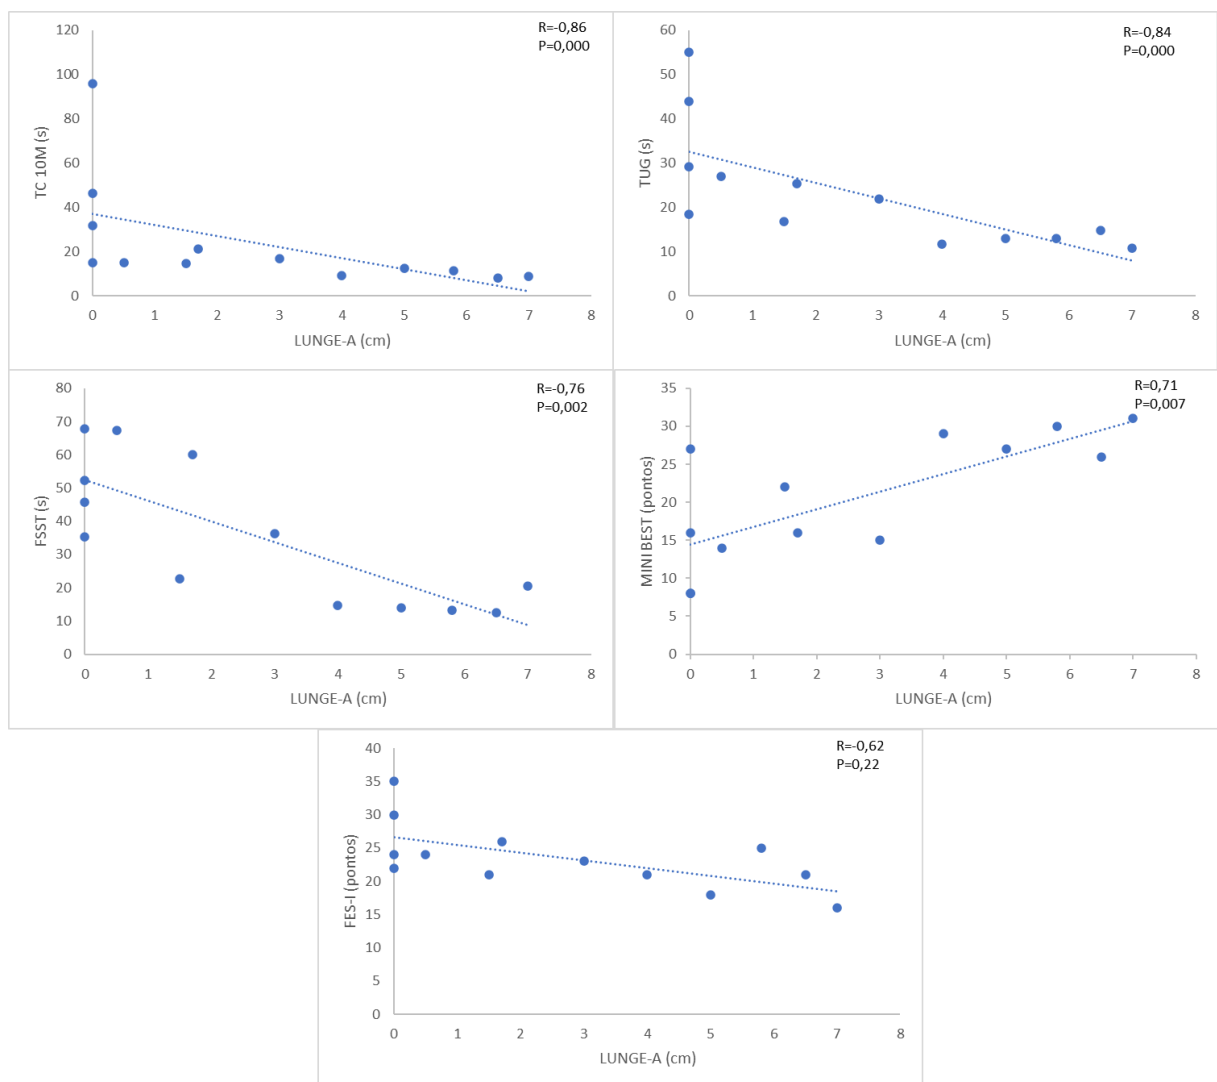 R=-0,86
P=0,000
120
100
80
60
40
20
0
TC 10M (s)
0 1 2 3 4 5 6 7 8
LUNGE-A (cm)
R=-0,84
P=0,000
60
50
40
30
20
10
0
TUG (s)
0 1 2 3 4 5 6 7 8
LUNGE-A (cm)
R=-0,76
P=0,002
80
70
60
50
40
30
20
10
0
FSST (s)
0 1 2 3 4 5 6 7 8
LUNGE-A (cm)
R=0,71
P=0,007
35
30
25
20
15
10
5
0
MINI BEST (pontos)
0 1 2 3 4 5 6 7 8
LUNGE-A (cm)
R=-0,62
P=0,22
40
35
30
25
20
15
10
5
0
FES-I (pontos)
0 1 2 3 4 5 6 7 8
LUNGE-A (cm)